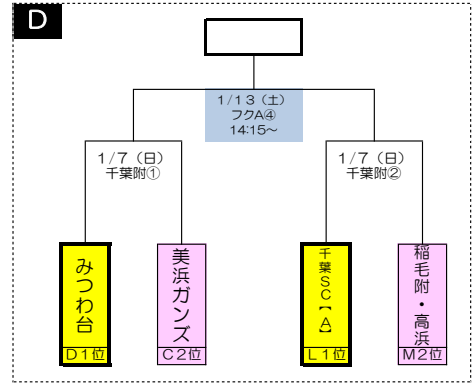 D
1/13（土）
フクA④
14:15～
1/7（日）
千葉附①
1/7（日）
千葉附②
みつわ台
D1位
美浜ガンズ
C2位
千葉SC【A】
L1位
稲毛附・高浜
M2位